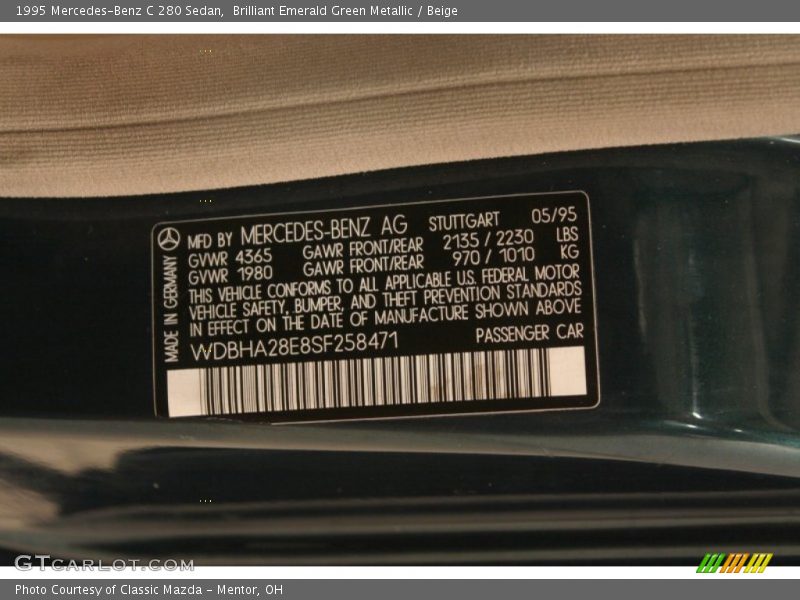 1995 Mercedes-Benz C 280 Sedan,  Brilliant Emerald Green Metallic / Beige
MFD BY MERCEDES-BENZ AG STUTTGART 05/95
GVWR 4365 GAWR FRONT/REAR 2135 / 2230 LBS
GVWR 1980 GAWR FRONT/REAR 970 / 1010 KG
THIS VEHICLE CONFORMS TO ALL APPLICABLE U.S. FEDERAL MOTOR
VEHICLE SAFETY, BUMPER, AND THEFT PREVENTION STANDARDS
IN EFFECT ON THE DATE OF MANUFACTURE SHOWN ABOVE
WDBHA28E8SF258471 PASSENGER CAR
MADE IN GERMANY
GTCARLOT.COM
Photo Courtesy of Classic Mazda - Mentor, OH